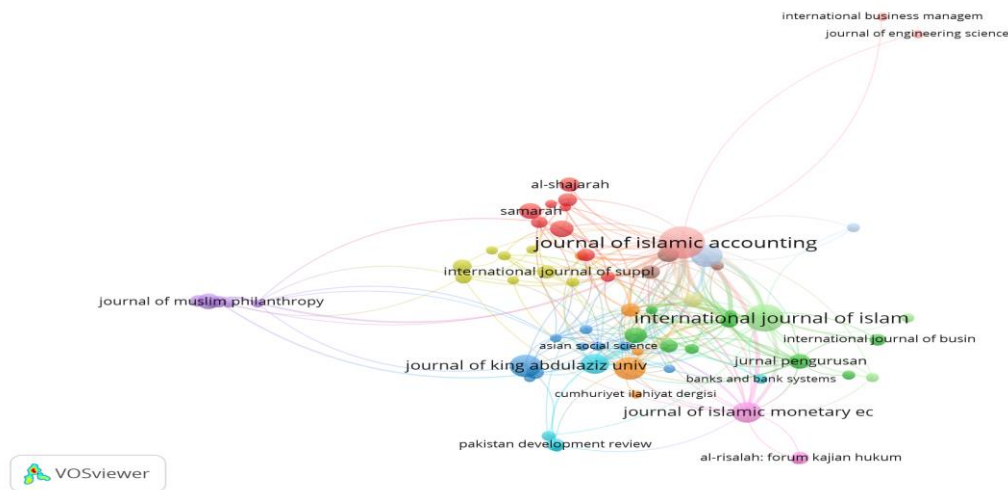 international business managem
journal of engineering science
al-shajarah
samarah
journal of islamic accounting
international journal of suppl
journal of muslim philanthropy
international journal of islam
international journal of busin
asian social science
journal of king abdulaziz univ
jurnal pengurusan
banks and bank systems
cumhuriyet ilahiyat dergisi
journal of islamic monetary ec
pakistan development review
al-risalah: forum kajian hukum
VOSviewer